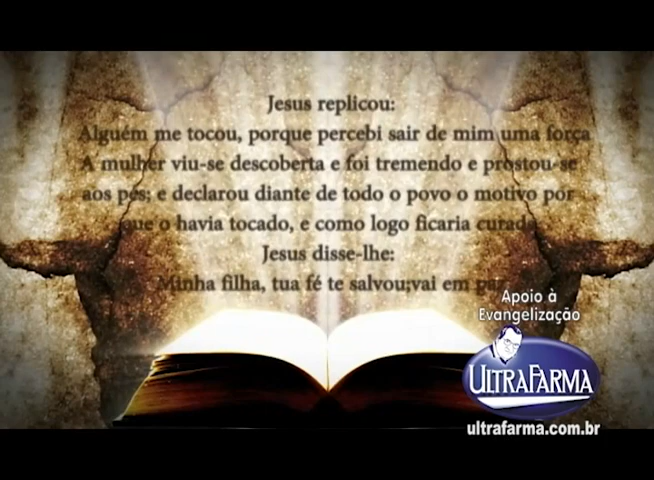 Jesus replicou:
Alguém me tocou, porque percebi sair de mim uma força
A mulher viu-se descoberta e foi tremendo e prostou-se
aos pés; e declarou diante de todo o povo o motivo por
que o havia tocado, e como logo ficaria curada
Jesus disse-lhe:
Minha filha, tua fé te salvou;vai em paz
Apoio à
Evangelização
ULTRAFARMA
ultrafarma.com.br